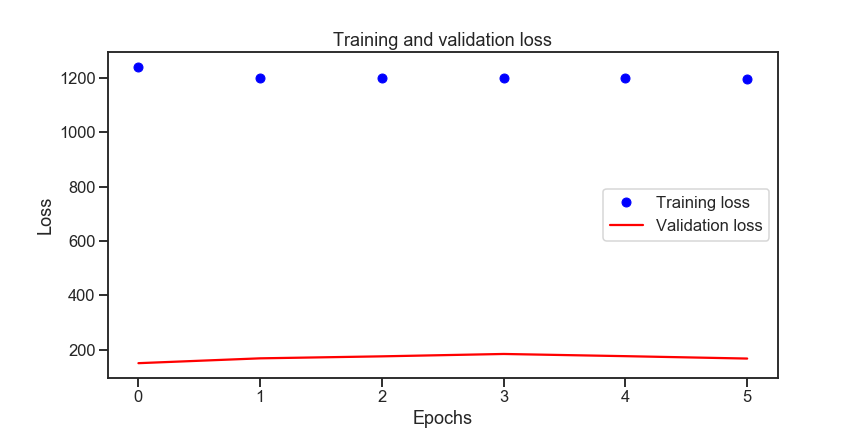 Training and validation loss
1200
1000
800
600
400
200
Loss
Training loss
Validation loss
0 1 2 3 4 5
Epochs